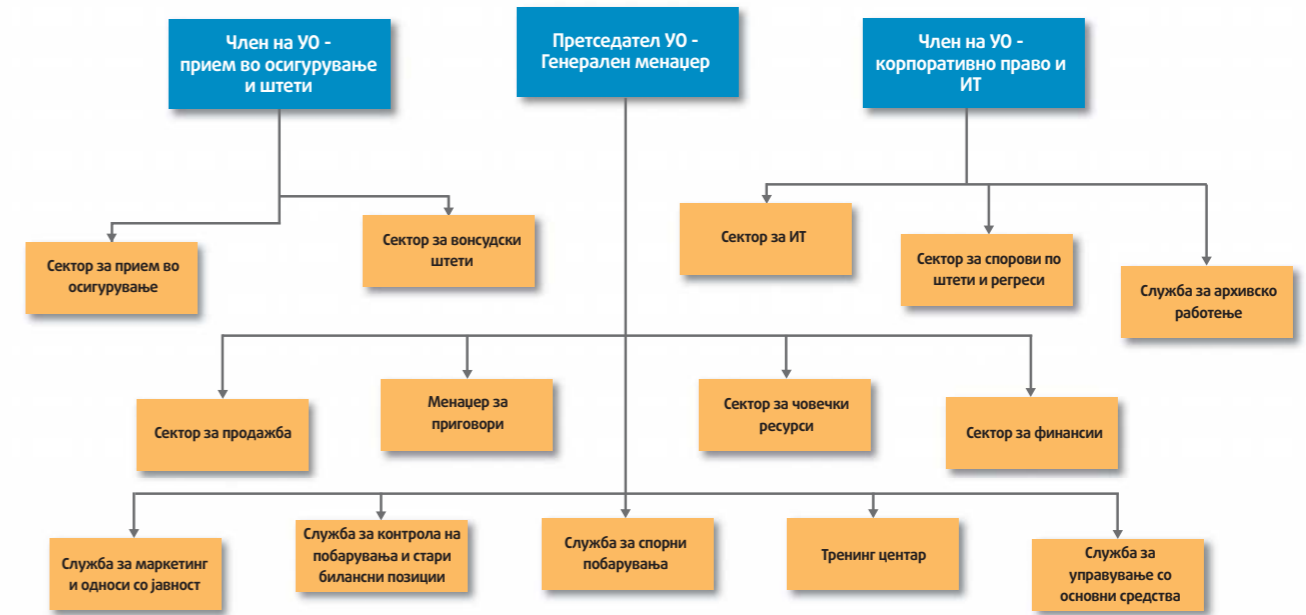 Член на УО -
прием во осигурување
и штети
Претседател УО -
Генерален менаџер
Член на УО -
корпоративно право и
ИТ
Сектор за прием во
осигурување
Сектор за вонсудски
штети
Сектор за ИТ
Сектор за спорови по
штети и регреси
Служба за архивско
работење
Сектор за продажба
Менаџер за
приговори
Сектор за човечки
ресурси
Сектор за финансии
Служба за маркетинг
и односи со јавност
Служба за контрола на
побарувања и стари
билансни позиции
Служба за спорни
побарувања
Тренинг центар
Служба за
управување со
основни средства